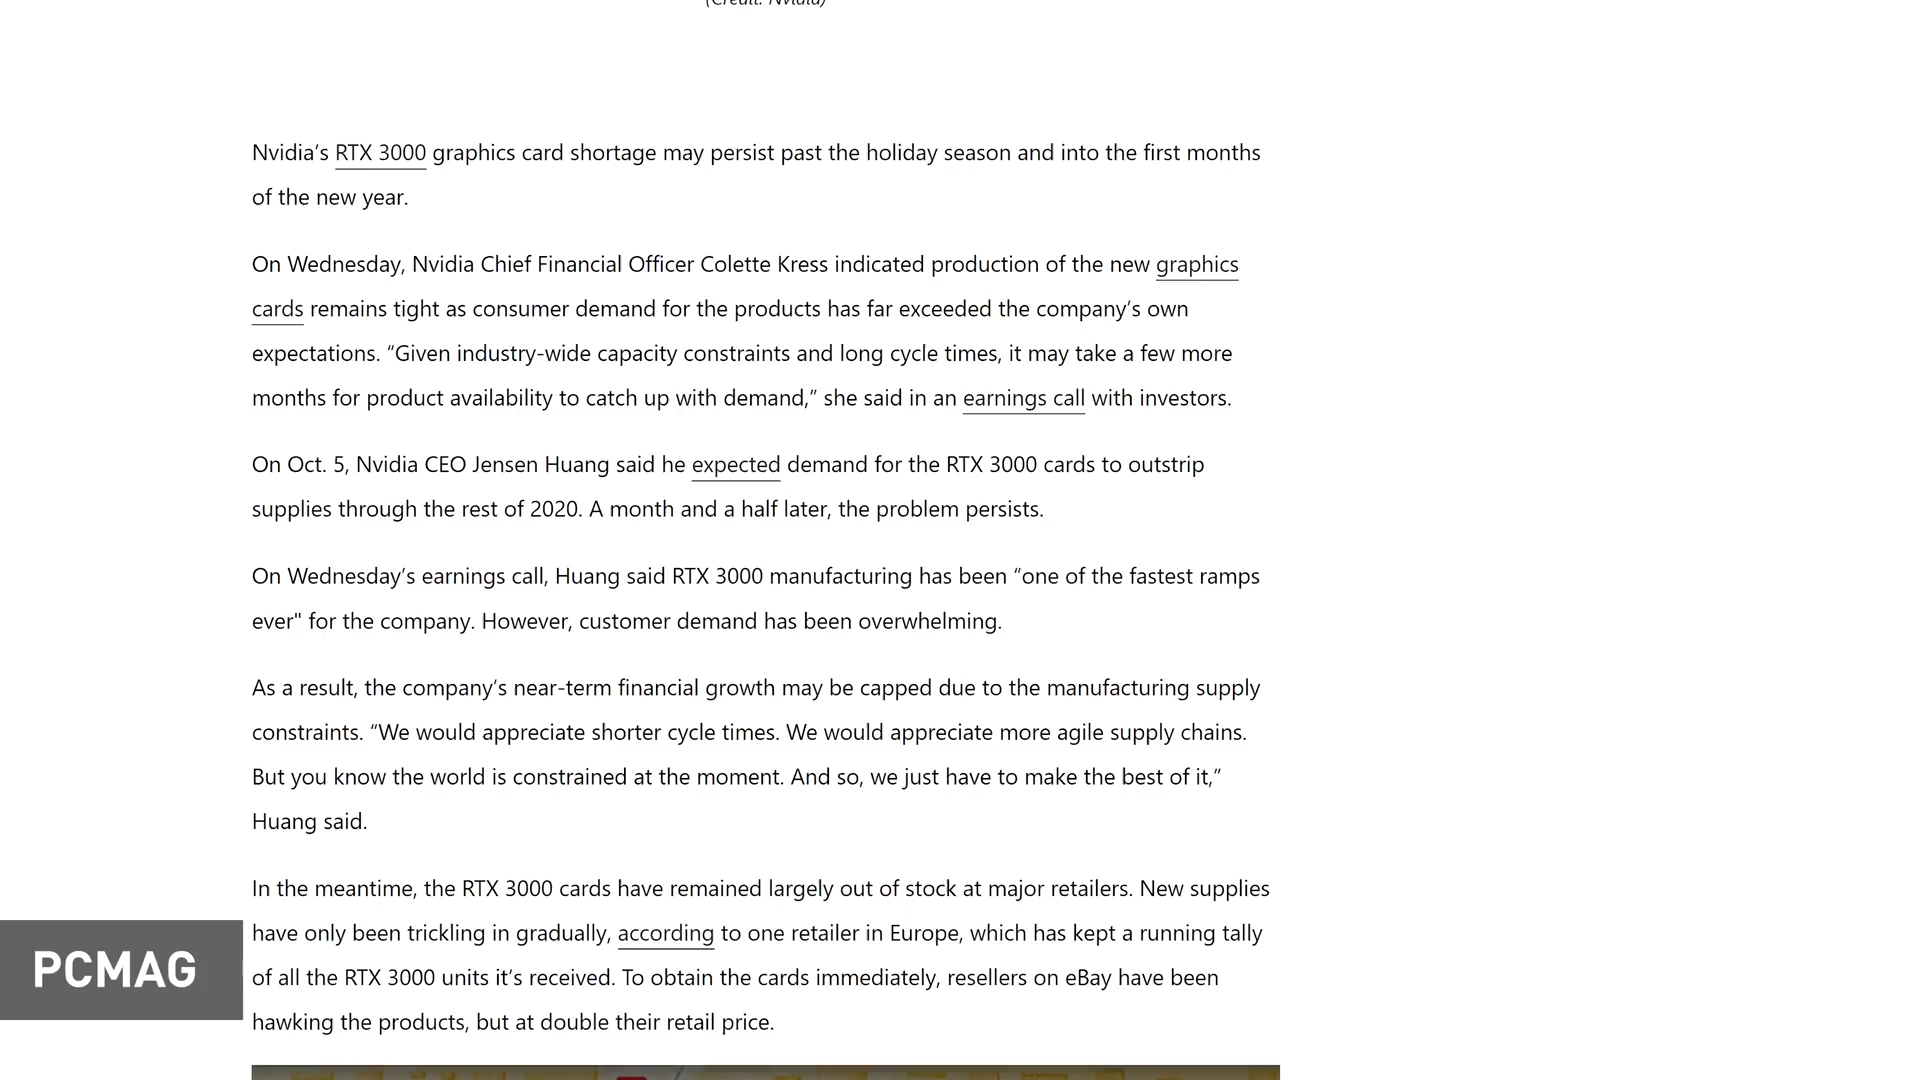 (Credit: Nvidia)
Nvidia’s RTX 3000 graphics card shortage may persist past the holiday season and into the first months
of the new year.
On Wednesday, Nvidia Chief Financial Officer Colette Kress indicated production of the new graphics
cards remains tight as consumer demand for the products has far exceeded the company’s own
expectations. “Given industry-wide capacity constraints and long cycle times, it may take a few more
months for product availability to catch up with demand,” she said in an earnings call with investors.
On Oct. 5, Nvidia CEO Jensen Huang said he expected demand for the RTX 3000 cards to outstrip
supplies through the rest of 2020. A month and a half later, the problem persists.
On Wednesday’s earnings call, Huang said RTX 3000 manufacturing has been “one of the fastest ramps
ever" for the company. However, customer demand has been overwhelming.
As a result, the company’s near-term financial growth may be capped due to the manufacturing supply
constraints. “We would appreciate shorter cycle times. We would appreciate more agile supply chains.
But you know the world is constrained at the moment. And so, we just have to make the best of it,”
Huang said.
In the meantime, the RTX 3000 cards have remained largely out of stock at major retailers. New supplies
have only been trickling in gradually, according to one retailer in Europe, which has kept a running tally
of all the RTX 3000 units it’s received. To obtain the cards immediately, resellers on eBay have been
hawking the products, but at double their retail price.
PCMAG